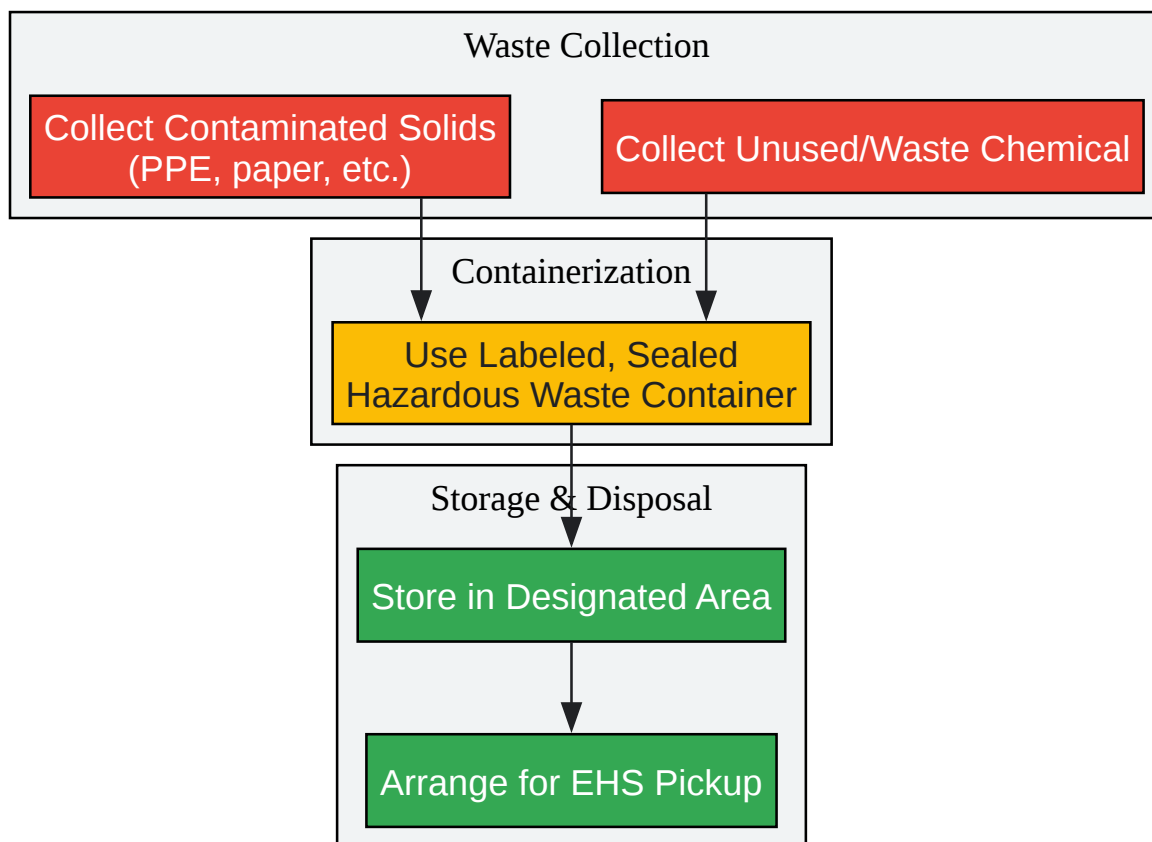 Waste Collection
Collect Contaminated Solids
(PPE, paper, etc.)
Collect Unused/Waste Chemical
Containerization
Use Labeled, Sealed
Hazardous Waste Container
Storage & Disposal
Store in Designated Area
Arrange for EHS Pickup